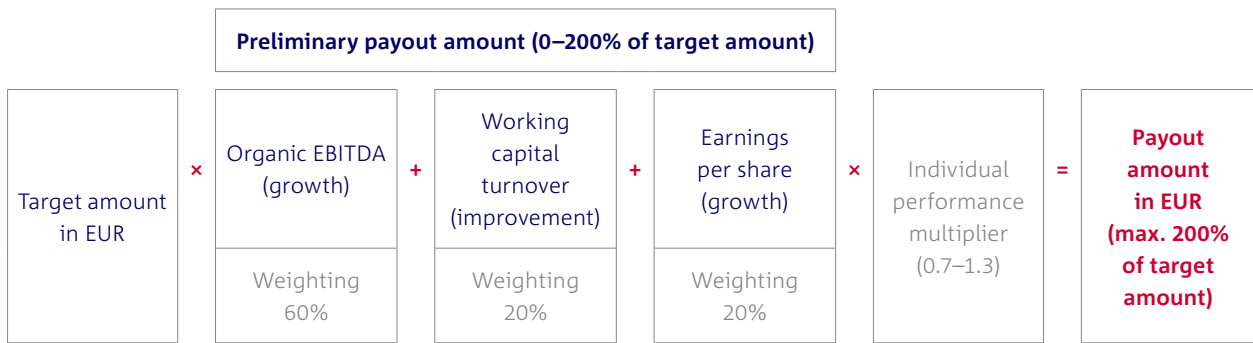 Preliminary payout amount (0–200% of target amount)
Target amount
in EUR
×
Organic EBITDA
(growth)
Weighting
60%
+
Working
capital
turnover
(improvement)
Weighting
20%
+
Earnings
per share
(growth)
Weighting
20%
×
Individual
performance
multiplier
(0.7–1.3)
=
Payout
amount
in EUR
(max. 200%
of target
amount)